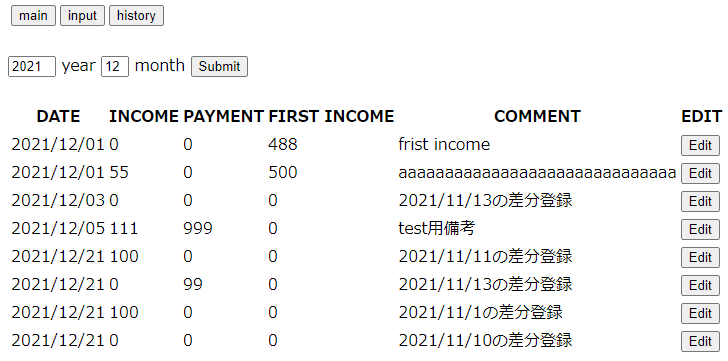 main input history
2021 year 12 month Submit
DATE INCOME PAYMENT FIRST INCOME COMMENT EDIT
2021/12/01 0 0 488 frist income Edit
2021/12/01 55 0 500 aaaaaaaaaaaaaaaaaaaaaaaaaaaaaa Edit
2021/12/03 0 0 0 2021/11/13の差分登録 Edit
2021/12/05 111 999 0 test用備考 Edit
2021/12/21 100 0 0 2021/11/11の差分登録 Edit
2021/12/21 0 99 0 2021/11/13の差分登録 Edit
2021/12/21 100 0 0 2021/11/1の差分登録 Edit
2021/12/21 0 0 0 2021/11/10の差分登録 Edit